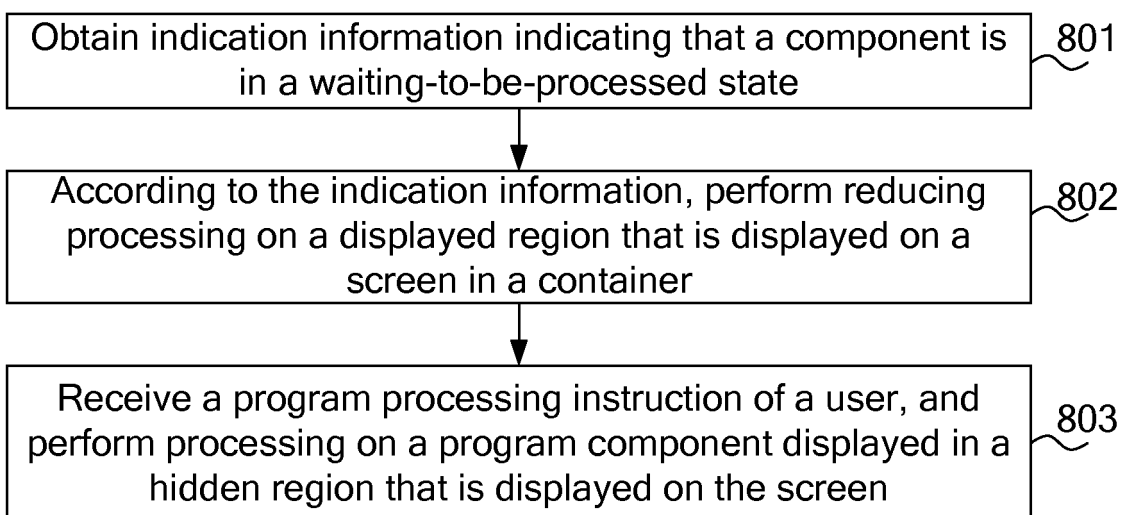 Obtain indication information indicating that a component is
in a waiting-to-be-processed state
801
According to the indication information, perform reducing
processing on a displayed region that is displayed on a
screen in a container
802
Receive a program processing instruction of a user, and
perform processing on a program component displayed in a
hidden region that is displayed on the screen
803